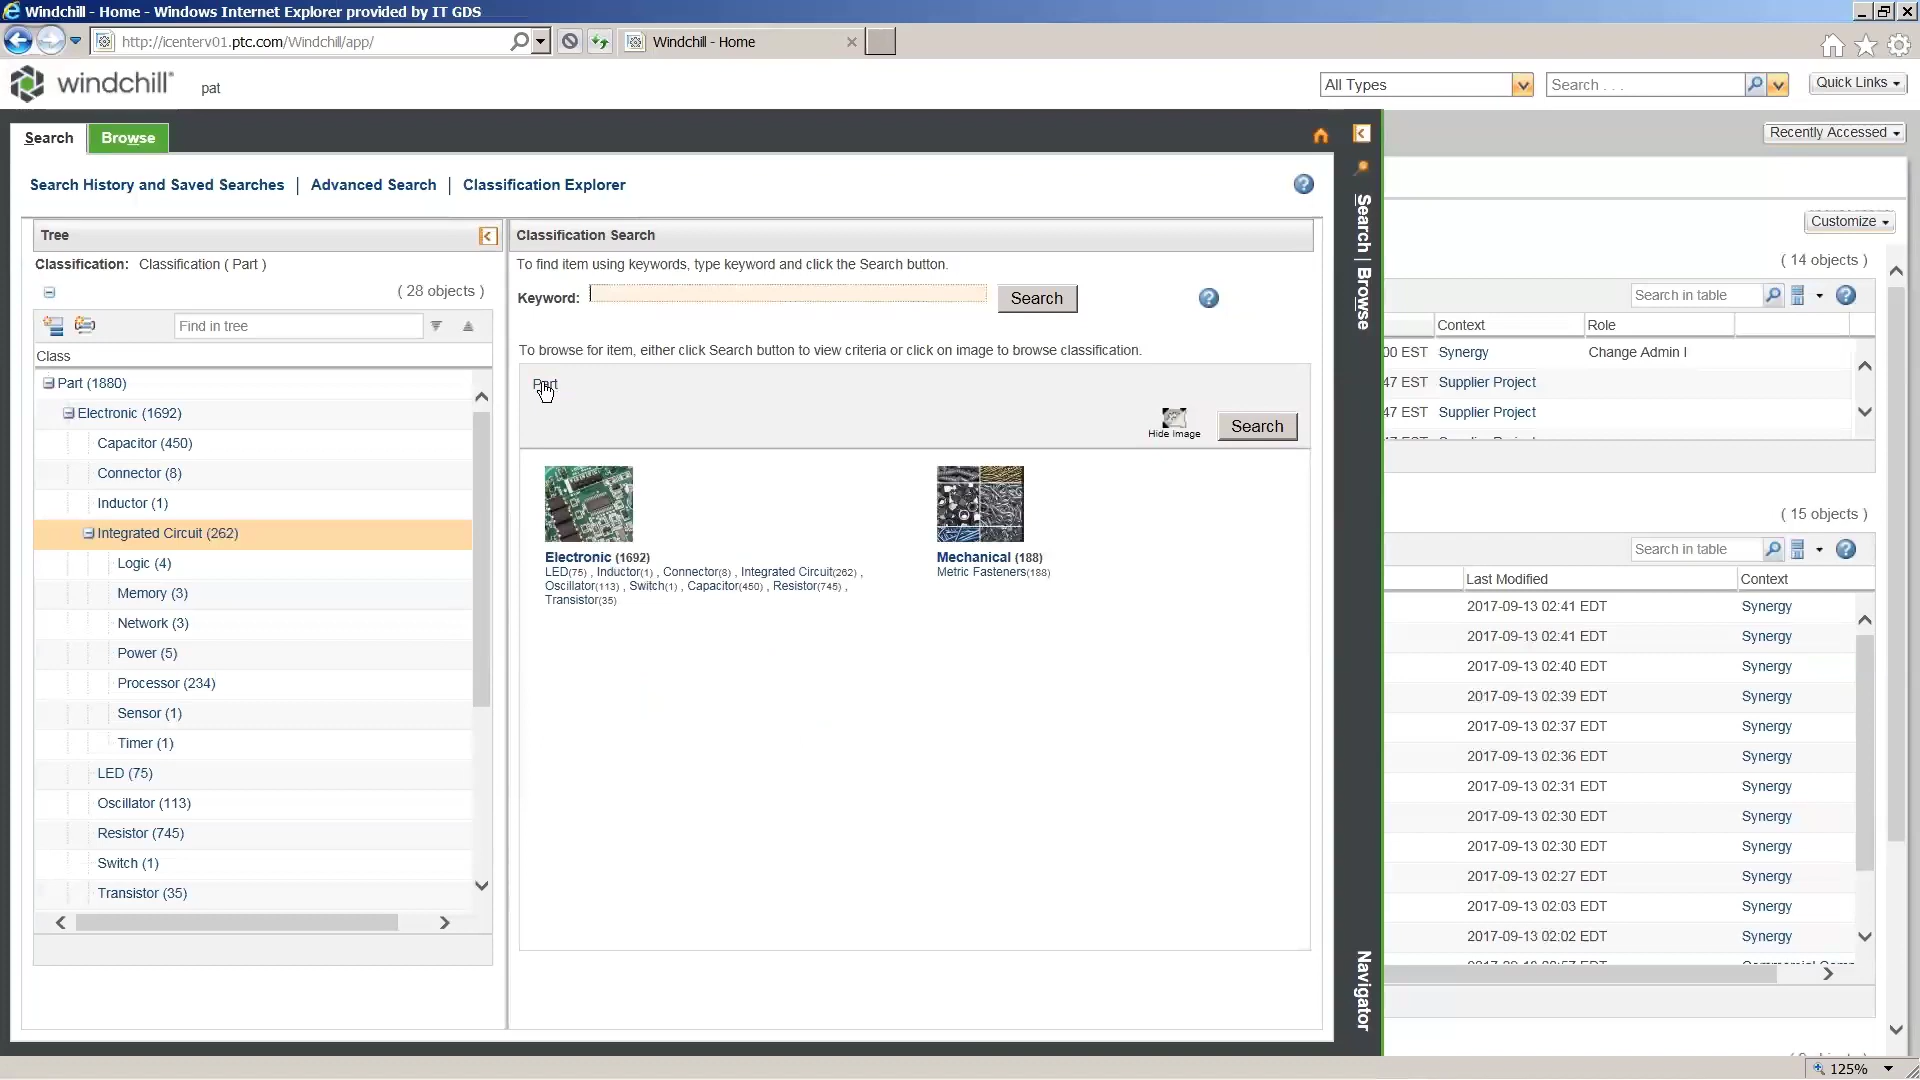 Windchill - Home - Windows Internet Explorer provided by IT GDS
http://icenterv01.ptc.com/Windchill/app/
Windchill - Home
windchill®
pat
All Types
Search . . .
Quick Links
Search
Browse
Recently Accessed
Search History and Saved Searches | Advanced Search | Classification Explorer
Customize
Tree
Classification: Classification ( Part )
( 28 objects )
Find in tree
Class
Part (1880)
Electronic (1692)
Capacitor (450)
Connector (8)
Inductor (1)
Integrated Circuit (262)
Logic (4)
Memory (3)
Network (3)
Power (5)
Processor (234)
Sensor (1)
Timer (1)
LED (75)
Oscillator (113)
Resistor (745)
Switch (1)
Transistor (35)
Classification Search
To find item using keywords, type keyword and click the Search button.
Keyword:
Search
To browse for item, either click Search button to view criteria or click on image to browse classification.
Part
Hide Image
Search
Electronic (1692)
LED(75) , Inductor(1) , Connector(8) , Integrated Circuit(262) ,
Oscillator(113) , Switch(1) , Capacitor(450) , Resistor(745) ,
Transistor(35)
Mechanical (188)
Metric Fasteners(188)
Search | Browse
Navigator
( 14 objects )
Search in table
Context Role
00 EST Synergy Change Admin I
47 EST Supplier Project
47 EST Supplier Project
( 15 objects )
Search in table
Last Modified Context
2017-09-13 02:41 EDT Synergy
2017-09-13 02:41 EDT Synergy
2017-09-13 02:40 EDT Synergy
2017-09-13 02:39 EDT Synergy
2017-09-13 02:37 EDT Synergy
2017-09-13 02:36 EDT Synergy
2017-09-13 02:31 EDT Synergy
2017-09-13 02:30 EDT Synergy
2017-09-13 02:30 EDT Synergy
2017-09-13 02:27 EDT Synergy
2017-09-13 02:03 EDT Synergy
2017-09-13 02:02 EDT Synergy
125%